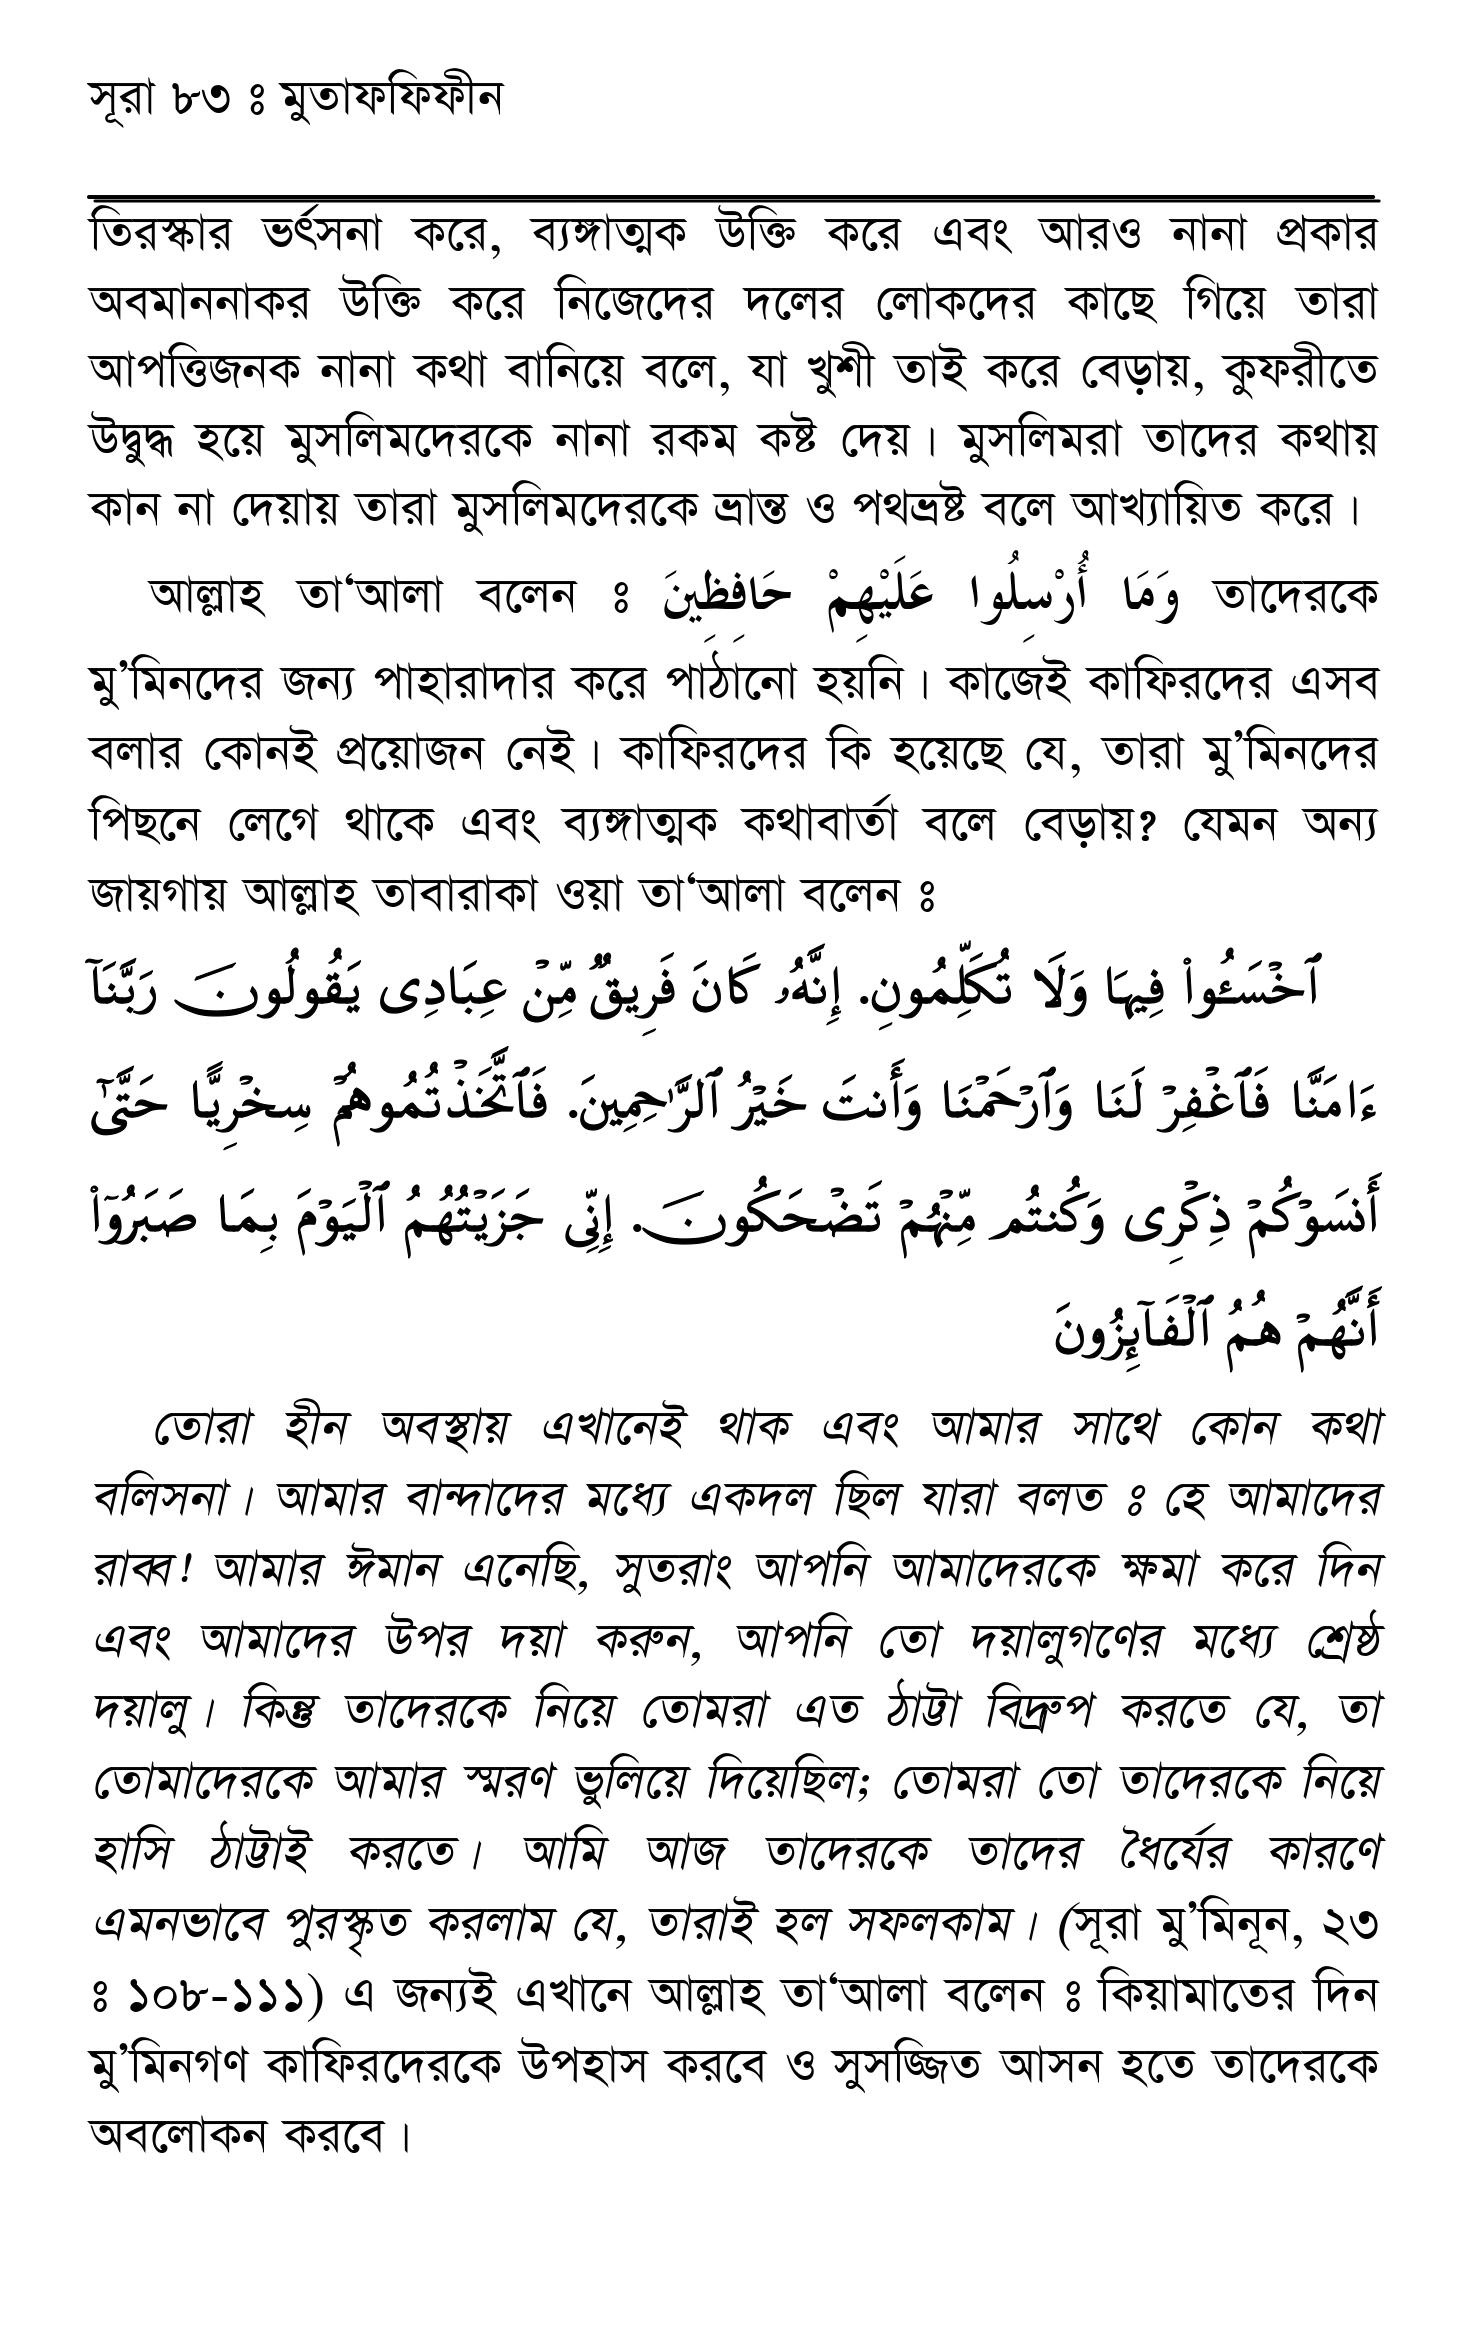 সূরা ৮৩ ঃ মুতাফফিফীন
তিরস্কার ভর্ৎসনা করে, ব্যঙ্গাত্মক উক্তি করে এবং আরও নানা প্রকার
অবমাননাকর উক্তি করে নিজেদের দলের লোকদের কাছে গিয়ে তারা
আপত্তিজনক নানা কথা বানিয়ে বলে, যা খুশী তাই করে বেড়ায়, কুফরীতে
উদ্বুদ্ধ হয়ে মুসলিমদেরকে নানা রকম কষ্ট দেয়। মুসলিমরা তাদের কথায়
কান না দেয়ায় তারা মুসলিমদেরকে ভ্রান্ত ও পথভ্রষ্ট বলে আখ্যায়িত করে।
আল্লাহ তা‘আলা বলেন ঃ وَمَا أُرْسِلُوا عَلَيْهِمْ حَافِظِينَ তাদেরকে
মু’মিনদের জন্য পাহারাদার করে পাঠানো হয়নি। কাজেই কাফিরদের এসব
বলার কোনই প্রয়োজন নেই। কাফিরদের কি হয়েছে যে, তারা মু’মিনদের
পিছনে লেগে থাকে এবং ব্যঙ্গাত্মক কথাবার্তা বলে বেড়ায়? যেমন অন্য
জায়গায় আল্লাহ তাবারাকা ওয়া তা‘আলা বলেন ঃ
ٱخْسَـُٔوا۟ فِيهَا وَلَا تُكَلِّمُونِ. إِنَّهُۥ كَانَ فَرِيقٌ مِّنْ عِبَادِى يَقُولُونَ رَبَّنَآ
ءَامَنَّا فَٱغْفِرْ لَنَا وَٱرْحَمْنَا وَأَنتَ خَيْرُ ٱلرَّٰحِمِينَ. فَٱتَّخَذْتُمُوهُمْ سِخْرِيًّا حَتَّىٰٓ
أَنسَوْكُمْ ذِكْرِى وَكُنتُم مِّنْهُمْ تَضْحَكُونَ. إِنِّى جَزَيْتُهُمُ ٱلْيَوْمَ بِمَا صَبَرُوٓا۟
أَنَّهُمْ هُمُ ٱلْفَآئِزُونَ
তোরা হীন অবস্থায় এখানেই থাক এবং আমার সাথে কোন কথা
বলিসনা। আমার বান্দাদের মধ্যে একদল ছিল যারা বলত ঃ হে আমাদের
রাব্ব! আমার ঈমান এনেছি, সুতরাং আপনি আমাদেরকে ক্ষমা করে দিন
এবং আমাদের উপর দয়া করুন, আপনি তো দয়ালুগণের মধ্যে শ্রেষ্ঠ
দয়ালু। কিন্তু তাদেরকে নিয়ে তোমরা এত ঠাট্টা বিদ্রুপ করতে যে, তা
তোমাদেরকে আমার স্মরণ ভুলিয়ে দিয়েছিল; তোমরা তো তাদেরকে নিয়ে
হাসি ঠাট্টাই করতে। আমি আজ তাদেরকে তাদের ধৈর্যের কারণে
এমনভাবে পুরস্কৃত করলাম যে, তারাই হল সফলকাম। (সূরা মু’মিনূন, ২৩
ঃ ১০৮-১১১) এ জন্যই এখানে আল্লাহ তা‘আলা বলেন ঃ কিয়ামাতের দিন
মু’মিনগণ কাফিরদেরকে উপহাস করবে ও সুসজ্জিত আসন হতে তাদেরকে
অবলোকন করবে।